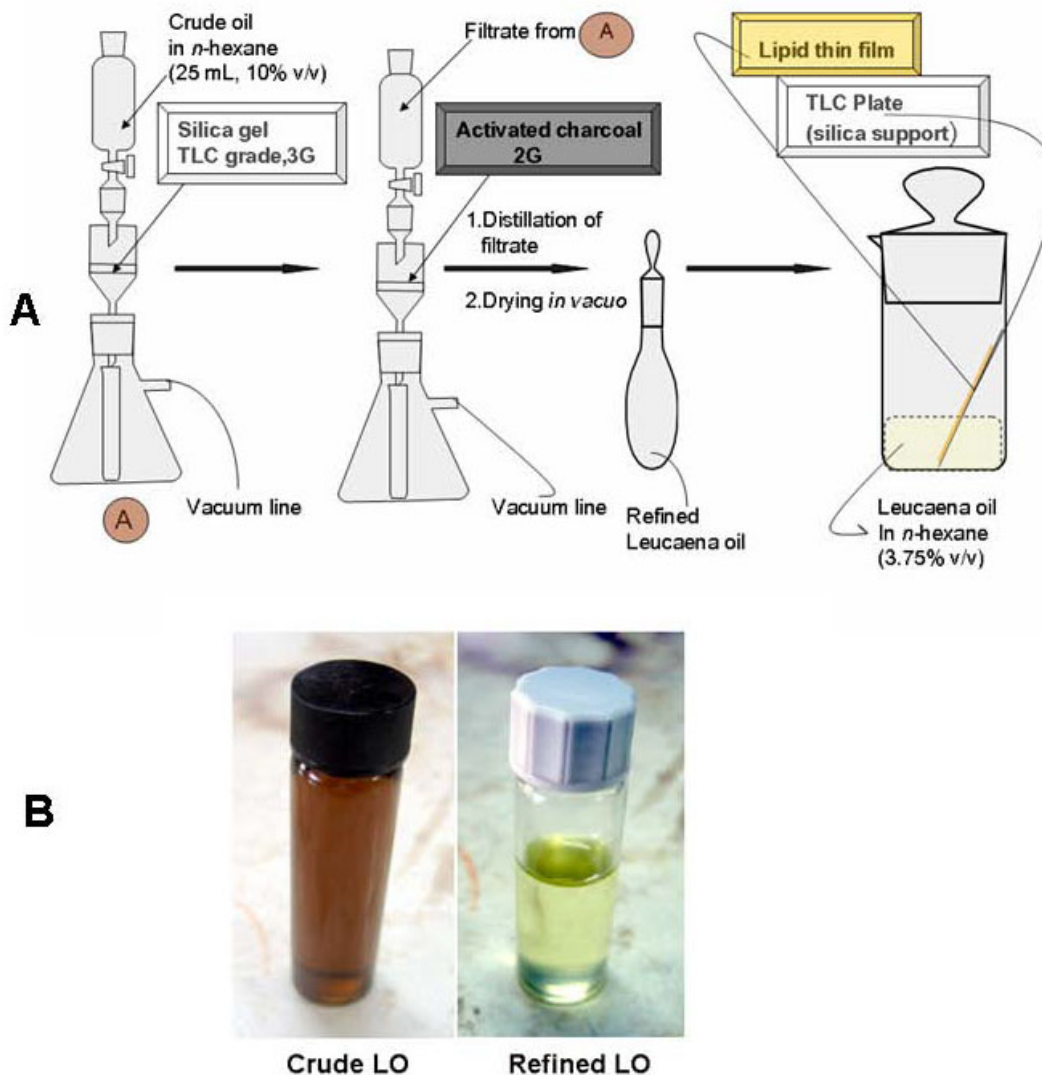 A
Crude oil
in n-hexane
(25 mL, 10% v/v)
Silica gel
TLC grade,3G
A
Vacuum line
Filtrate from A
Activated charcoal
2G
1.Distillation of
filtrate
2.Drying in vacuo
Vacuum line
Refined
Leucaena oil
Lipid thin film
TLC Plate
(silica support)
Leucaena oil
In n-hexane
(3.75% v/v)
B
Crude LO
Refined LO